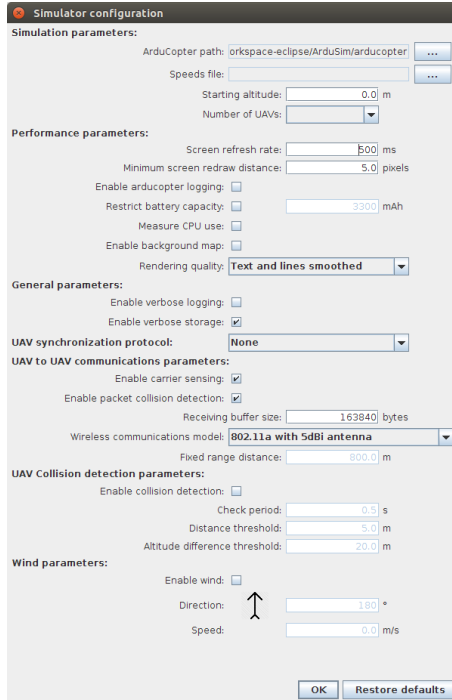 Simulator configuration
Simulation parameters:
ArduCopter path: orkspace-eclipse/ArduSim/arducopter ...
Speeds file: ...
Starting altitude: 0.0 m
Number of UAVs:
Performance parameters:
Screen refresh rate: 500 ms
Minimum screen redraw distance: 5.0 pixels
Enable arducopter logging:
Restrict battery capacity: 3300 mAh
Measure CPU use:
Enable background map:
Rendering quality: Text and lines smoothed
General parameters:
Enable verbose logging:
Enable verbose storage:
UAV synchronization protocol: None
UAV to UAV communications parameters:
Enable carrier sensing:
Enable packet collision detection:
Receiving buffer size: 163840 bytes
Wireless communications model: 802.11a with 5dBi antenna
Fixed range distance: 800.0 m
UAV Collision detection parameters:
Enable collision detection:
Check period: 0.5 s
Distance threshold: 5.0 m
Altitude difference threshold: 20.0 m
Wind parameters:
Enable wind:
Direction: 180 °
Speed: 0.0 m/s
OK Restore defaults